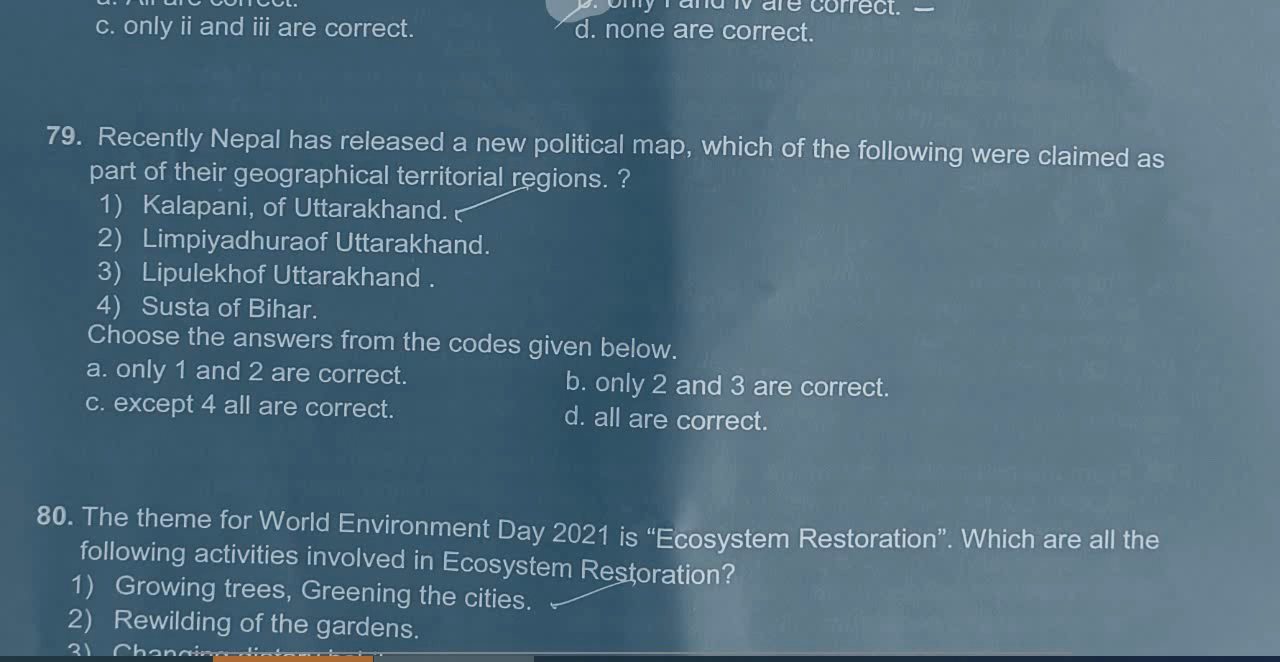 c. only ii and iii are correct.
d. none are correct.
79. Recently Nepal has released a new political map, which of the following were claimed as
part of their geographical territorial regions. ?
1) Kalapani, of Uttarakhand.
2) Limpiyadhuraof Uttarakhand.
3) Lipulekhof Uttarakhand .
4) Susta of Bihar.
Choose the answers from the codes given below.
a. only 1 and 2 are correct.
b. only 2 and 3 are correct.
c. except 4 all are correct.
d. all are correct.
80. The theme for World Environment Day 2021 is “Ecosystem Restoration”. Which are all the
following activities involved in Ecosystem Restoration?
1) Growing trees, Greening the cities.
2) Rewilding of the gardens.
3) Changing